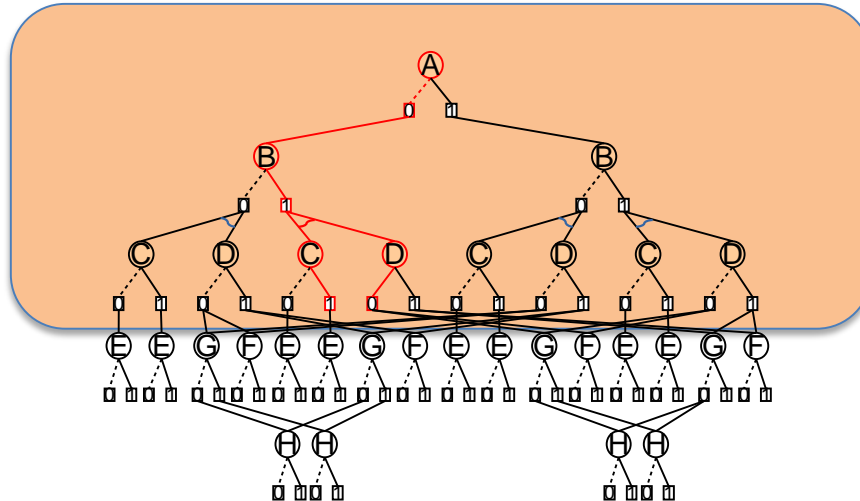 A
0 1
B B
0 1 0 1
C D C D C D C D
0 1 0 1 0 1 0 1 0 1 0 1 0 1 0 1
E E G F E E G F E E G F E E G F
0 1 0 1 0 1 0 1 0 1 0 1 0 1 0 1 0 1 0 1 0 1 0 1 0 1 0 1 0 1 0 1
H H H H
0 1 0 1 0 1 0 1